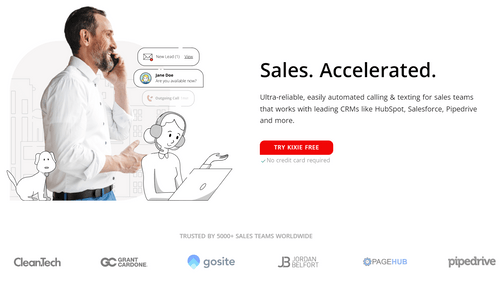 New Lead (1) View
Jane Doe
Are you available now?
Outgoing Call
Sales. Accelerated.
Ultra-reliable, easily automated calling & texting for sales teams
that works with leading CRMs like HubSpot, Salesforce, Pipedrive
and more.
TRY KIXIE FREE
No credit card required
TRUSTED BY 5000+ SALES TEAMS WORLDWIDE
CleanTech
GC GRANT
CARDONE
gosite
JB JORDAN
BELFORT
PAGEHUB
pipedrive